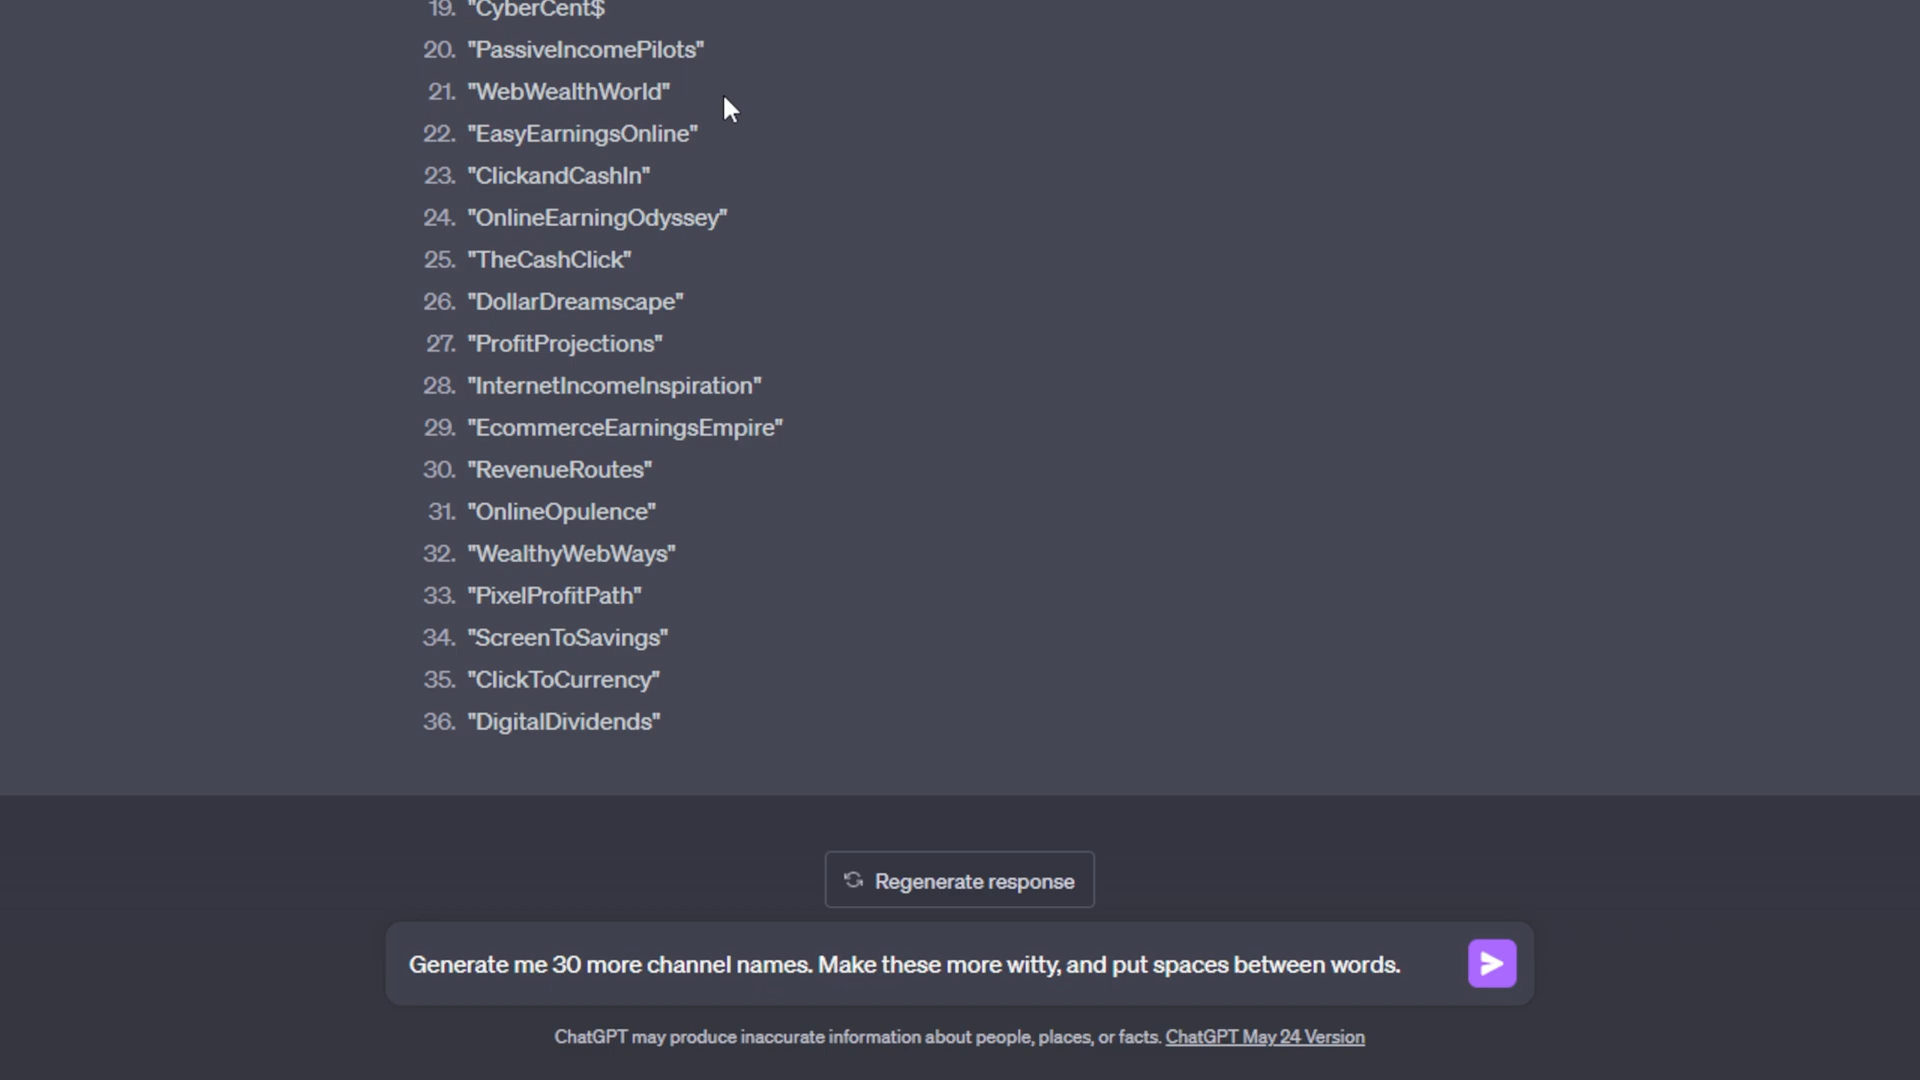 19. "CyberCent$
20. "PassiveIncomePilots"
21. "WebWealthWorld"
22. "EasyEarningsOnline"
23. "ClickandCashIn"
24. "OnlineEarningOdyssey"
25. "TheCashClick"
26. "DollarDreamscape"
27. "ProfitProjections"
28. "InternetIncomeInspiration"
29. "EcommerceEarningsEmpire"
30. "RevenueRoutes"
31. "OnlineOpulence"
32. "WealthyWebWays"
33. "PixelProfitPath"
34. "ScreenToSavings"
35. "ClickToCurrency"
36. "DigitalDividends"
Regenerate response
Generate me 30 more channel names. Make these more witty, and put spaces between words.
ChatGPT may produce inaccurate information about people, places, or facts. ChatGPT May 24 Version